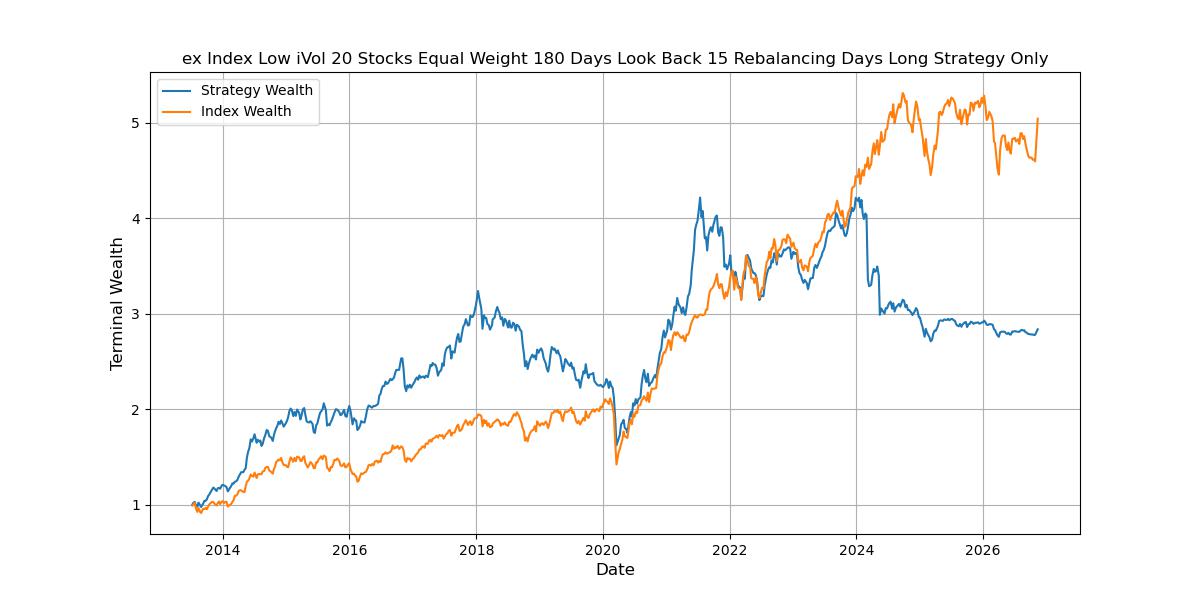 ex Index Low iVol 20 Stocks Equal Weight 180 Days Look Back 15 Rebalancing Days Long Strategy Only
Strategy Wealth
Index Wealth
Terminal Wealth
5
4
3
2
1
2014 2016 2018 2020 2022 2024 2026
Date